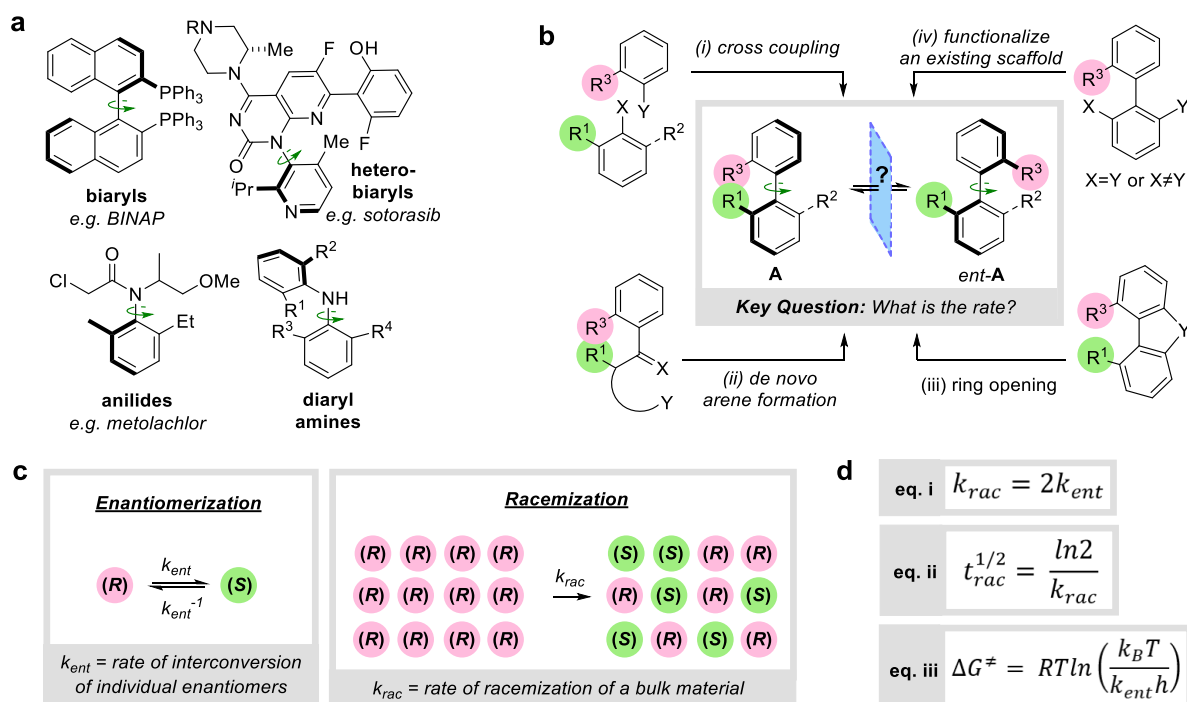 a
RN
Me
N
N
F
OH
N
N
N
O
F
Me
iPr
N
PPh3
PPh3
biaryls
e.g. BINAP
hetero-
biaryls
e.g. sotorasib
O
Cl
N
OMe
Et
anilides
e.g. metolachlor
R2
R1
NH
R3
R4
diaryl
amines
b
(i) cross coupling
(iv) functionalize
an existing scaffold
R3
Y
X
R1
R2
R3
X
Y
X=Y or X≠Y
R3
R1
R2
A
?
R3
R1
R2
ent-A
Key Question: What is the rate?
R3
R1
X
Y
(ii) de novo
arene formation
(iii) ring opening
R3
R1
Y
c
Enantiomerization
(R)
kent
kent-1
(S)
kent = rate of interconversion
of individual enantiomers
Racemization
(R) (R) (R) (R) (S) (S) (R) (R)
(R) (R) (R) (R) krac (R) (S) (R) (S)
(R) (R) (R) (R) (S) (R) (S) (R)
krac = rate of racemization of a bulk material
d
eq. i krac = 2kent
eq. ii t1/2rac = ln2/krac
eq. iii ΔG≠ = RTln(kBT/kenth)